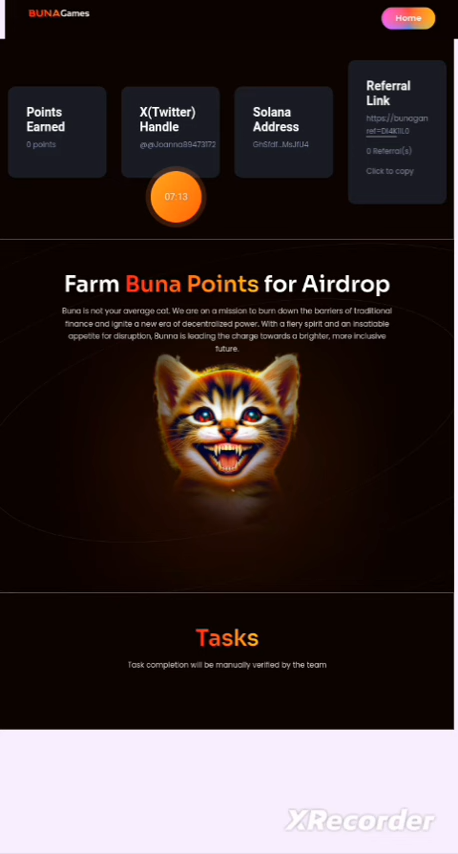 BUNAGames
Home
Points
Earned
0 points
X(Twitter)
Handle
@@Joanna89473172
Solana
Address
GhSfdf...MsJfU4
Referral
Link
https://bunagan
0 Referral(s)
Click to copy
07:13
Farm Buna Points for Airdrop
Buna is not your average cat. We are on a mission to burn down the barriers of traditional
finance and ignite a new era of decentralized power. With a fiery spirit and an insatiable
appetite for disruption, Bunna is leading the charge towards a brighter, more inclusive
future.
Tasks
Task completion will be manually verified by the team
XRecorder